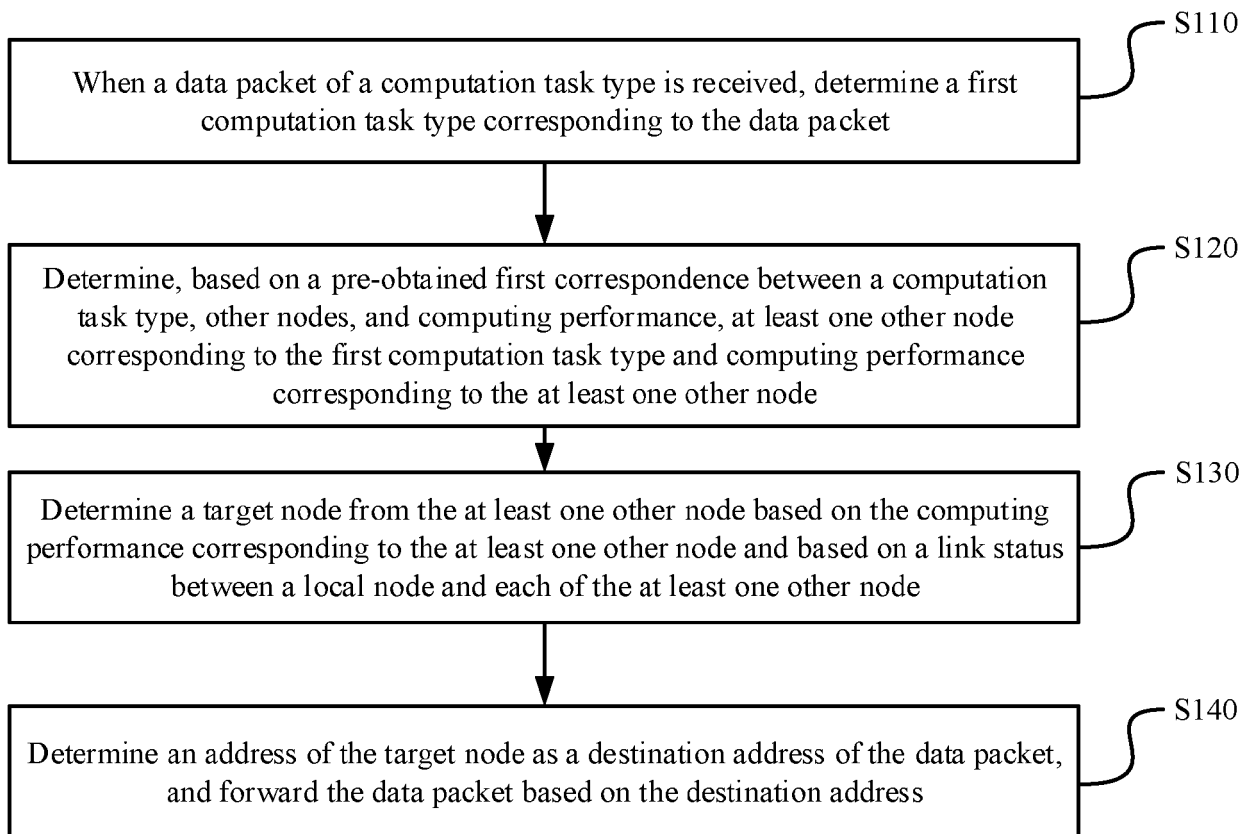 S110
When a data packet of a computation task type is received, determine a first
computation task type corresponding to the data packet
S120
Determine, based on a pre-obtained first correspondence between a computation
task type, other nodes, and computing performance, at least one other node
corresponding to the first computation task type and computing performance
corresponding to the at least one other node
S130
Determine a target node from the at least one other node based on the computing
performance corresponding to the at least one other node and based on a link status
between a local node and each of the at least one other node
S140
Determine an address of the target node as a destination address of the data packet,
and forward the data packet based on the destination address